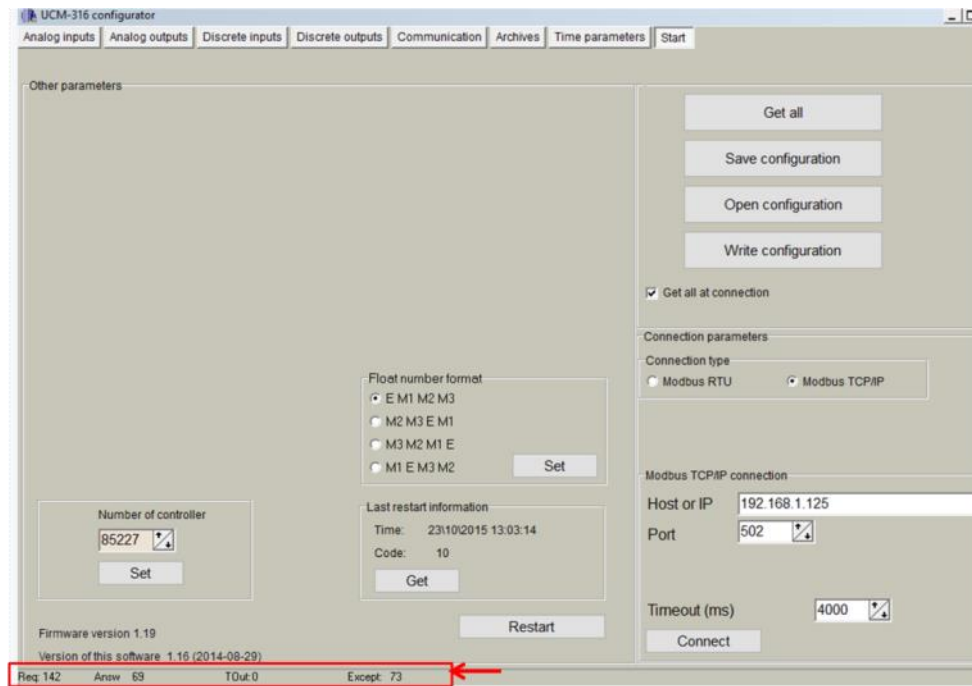 UCM-316 configurator
Analog inputs Analog outputs Discrete inputs Discrete outputs Communication Archives Time parameters Start
Other parameters
Get all
Save configuration
Open configuration
Write configuration
Get all at connection
Connection parameters
Connection type
Modbus RTU Modbus TCP/IP
Float number format
E M1 M2 M3
M2 M3 E M1
M3 M2 M1 E
M1 E M3 M2
Set
Modbus TCP/IP connection
Host or IP 192.168.1.125
Port 502
Timeout (ms) 4000
Connect
Number of controller
85227
Set
Last restart information
Time: 23\10\2015 13:03:14
Code: 10
Get
Restart
Firmware version 1.19
Version of this software 1.16 (2014-08-29)
Req: 142 Answ 69 TOut:0 Except: 73